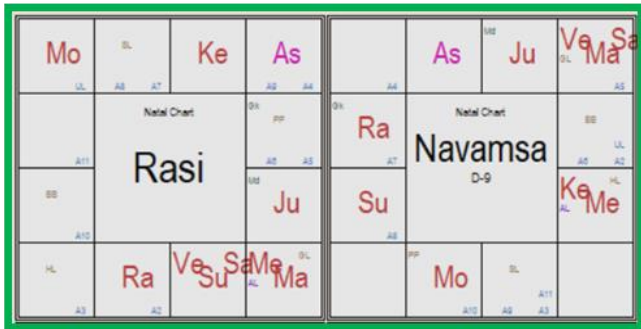 Mo
UL
SL
A8 A7
Ke
As
A9 A4
A11
Natal Chart
Rasi
Gk
PP
A6 A5
BB
A10
Md
Ju
HL
A3
Ra
A2
Ve Sa
Su
Me GL
Ma
AL
A4
As
Md
Ju
Ve Sa
GL Ma
A5
Gk
Ra
A7
Natal Chart
Navamsa
D-9
BB
UL
A6 A2
Su
A8
Ke HL
AL Me
PP
Mo
A10
SL
A11
A9 A3